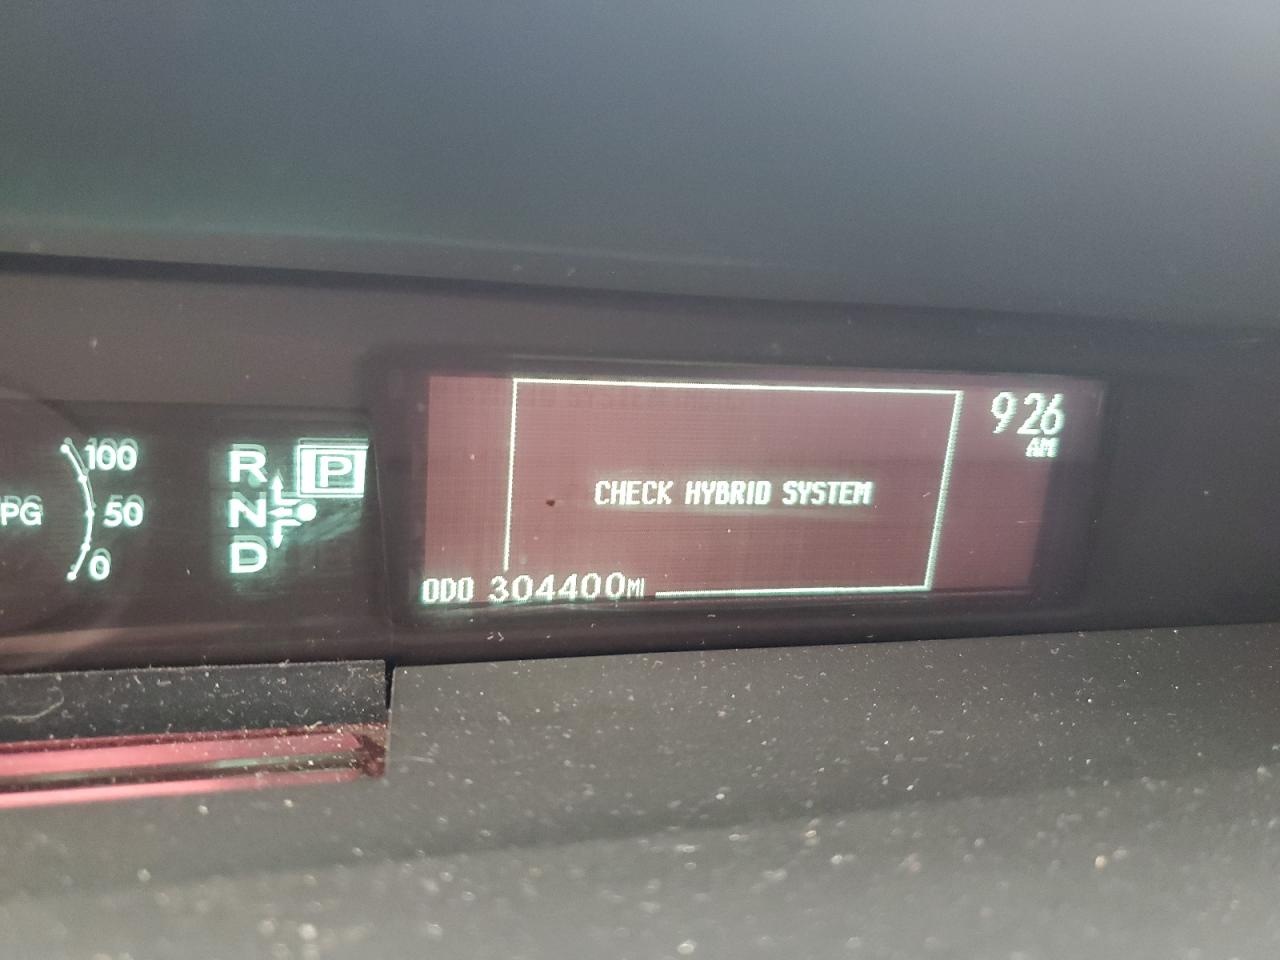 100
PG
50
0
R
P
N
D
CHECK HYBRID SYSTEM
9 26
AM
ODO 304400MI